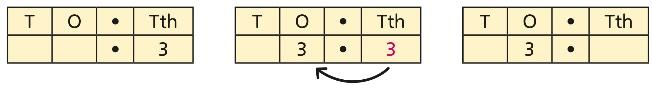 T O • Tth
• 3
T O • Tth
3 • 3
T O • Tth
3 •